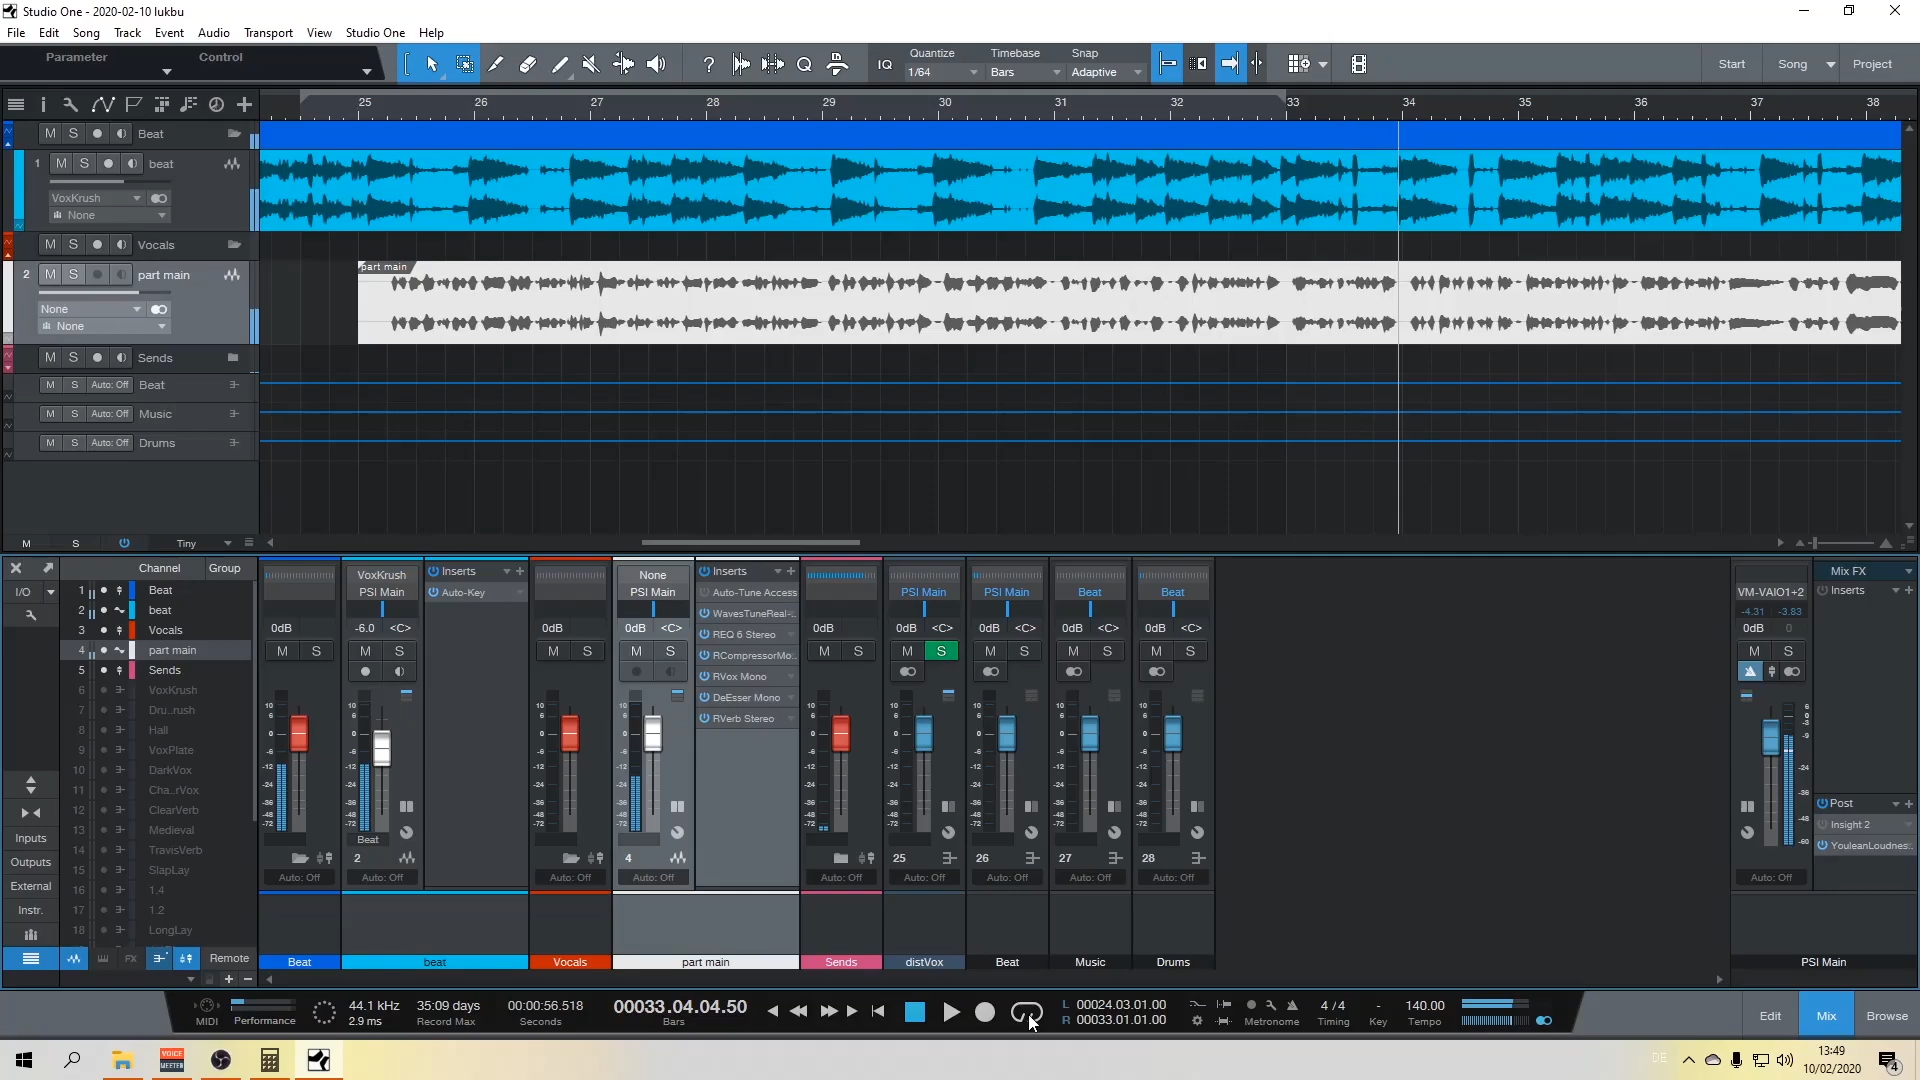 Studio One - 2020-02-10 lukbu
File Edit Song Track Event Audio Transport View Studio One Help
Parameter Control
? IQ Quantize 1/64 Timebase Bars Snap Adaptive
Start Song Project
25 26 27 28 29 30 31 32 33 34 35 36 37 38
M S Beat
1 M S beat
VoxKrush
None
M S Vocals
2 M S part main
part main
None
None
M S Sends
M S Auto: Off Beat
M S Auto: Off Music
M S Auto: Off Drums
M S Tiny
Channel Group
I/O
1 Beat
2 beat
3 Vocals
4 part main
5 Sends
6 VoxKrush
7 Dru..rush
8 Hall
9 VoxPlate
10 DarkVox
11 Cha..rVox
12 ClearVerb
13 Medieval
14 TravisVerb
15 SlapLay
16 1.4
17 1.2
18 LongLay
Inputs
Outputs
External
Instr.
FX Remote
0dB
M S
Auto: Off
Beat
VoxKrush
PSI Main
-6.0 <C>
M S
Beat
2
Auto: Off
Inserts
Auto-Key
beat
0dB
M S
Auto: Off
Vocals
None
PSI Main
0dB <C>
M S
4
Auto: Off
Inserts
Auto-Tune Access
WavesTuneReal-..
REQ 6 Stereo
RCompressorMo..
RVox Mono
DeEsser Mono
RVerb Stereo
part main
0dB
M S
Auto: Off
Sends
PSI Main
0dB <C>
M S
25
Auto: Off
distVox
PSI Main
0dB <C>
M S
26
Auto: Off
Beat
Beat
0dB <C>
M S
27
Auto: Off
Music
Beat
0dB <C>
M S
28
Auto: Off
Drums
VM-VAIO1+2
-4.31 -3.83
0dB 0
M S
Auto: Off
Mix FX
Inserts
Post
Insight 2
YouleanLoudnes..
PSI Main
MIDI Performance
44.1 kHz
2.9 ms
35:09 days
Record Max
00:00:56.518
Seconds
00033.04.04.50
Bars
L 00024.03.01.00
R 00033.01.01.00
Metronome
4 / 4
Timing
-
Key
140.00
Tempo
Edit Mix Browse
VOICE
MEETER
DE
13:49
10/02/2020
4